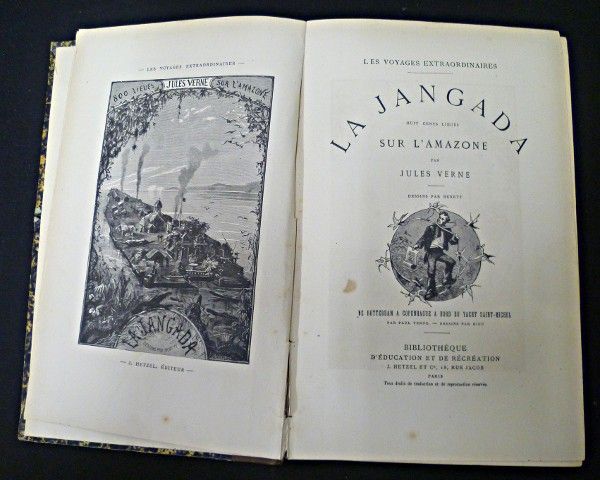 — LES VOYAGES EXTRAORDINAIRES —
800 LIEUES JULES VERNE SUR L'AMAZONE
LA JANGADA
— J. HETZEL, ÉDITEUR —
LES VOYAGES EXTRAORDINAIRES
LA JANGADA
HUIT CENTS LIEUES
SUR L'AMAZONE
PAR
JULES VERNE
DESSINS PAR BENETT
DE ROTTERDAM A COPENHAGUE A BORD DU YACHT SAINT-MICHEL
PAR PAUL VERNE. — DESSINS PAR RIOU
BIBLIOTHÈQUE
D'ÉDUCATION ET DE RÉCRÉATION
J. HETZEL ET Cie, 18, RUE JACOB
PARIS
Tous droits de traduction et de reproduction réservés.